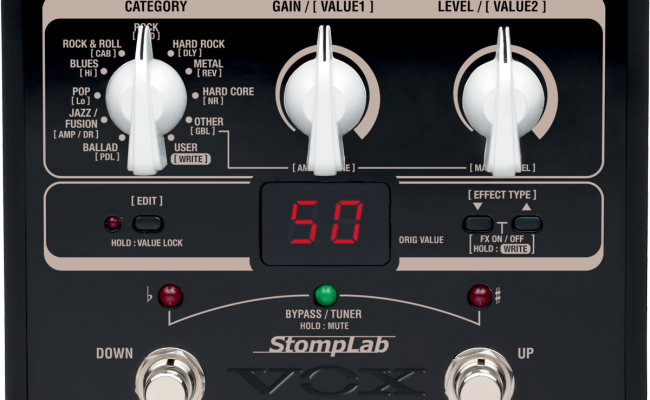 CATEGORY
GAIN / [ VALUE1 ]
LEVEL / [ VALUE2 ]
ROCK
ROCK & ROLL
[ CAB ]
HARD ROCK
[ DLY ]
BLUES
[ Hi ]
METAL
[ REV ]
POP
[ Lo ]
HARD CORE
[ NR ]
JAZZ /
FUSION
[ AMP / DR ]
OTHER
[ GBL ]
BALLAD
[ PDL ]
USER
[ WRITE ]
[ EDIT ]
HOLD : VALUE LOCK
50
ORIG VALUE
[ EFFECT TYPE ]
▼ ▲
[ FX ON / OFF
HOLD : WRITE ]
♭
♯
BYPASS / TUNER
HOLD : MUTE
StompLab
DOWN
UP
VOX